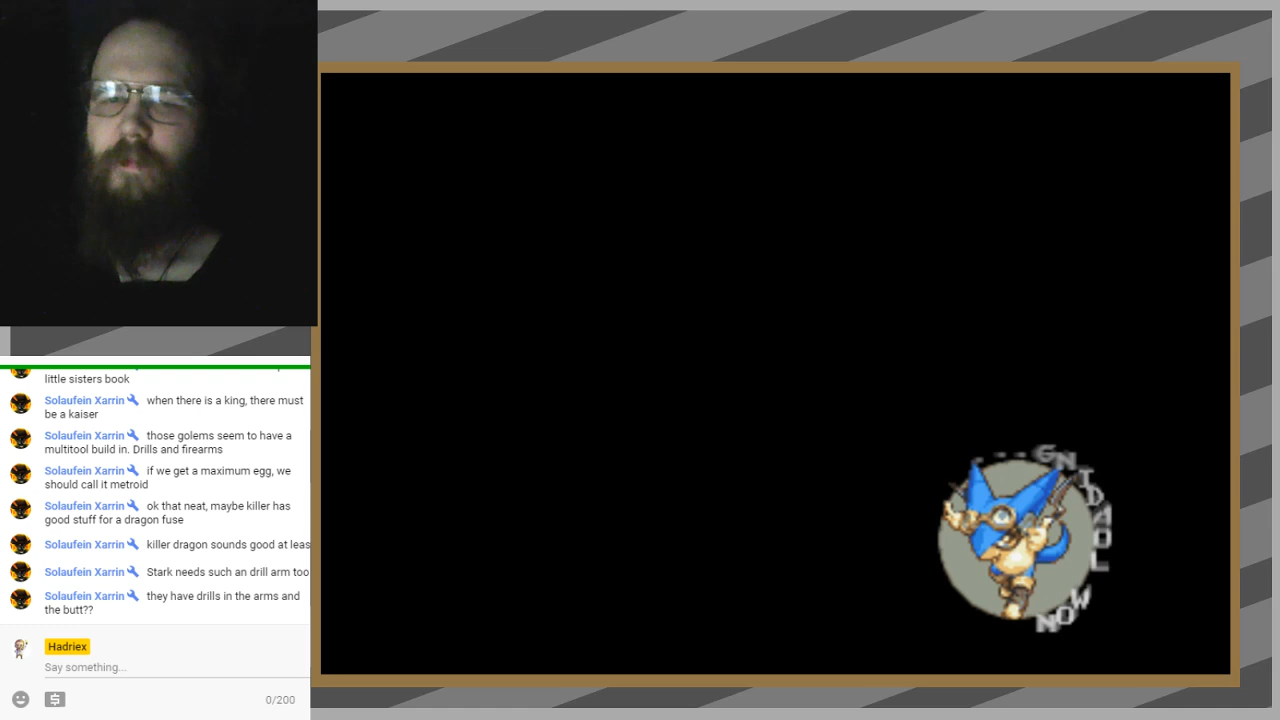 little sisters book
Solaufein Xarrin when there is a king, there must
be a kaiser
Solaufein Xarrin those golems seem to have a
multitool build in. Drills and firearms
Solaufein Xarrin if we get a maximum egg, we
should call it metroid
Solaufein Xarrin ok that neat, maybe killer has
good stuff for a dragon fuse
Solaufein Xarrin killer dragon sounds good at leas
Solaufein Xarrin Stark needs such an drill arm too
Solaufein Xarrin they have drills in the arms and
the butt??
Hadriex
Say something...
0/200
NOW LOADING---